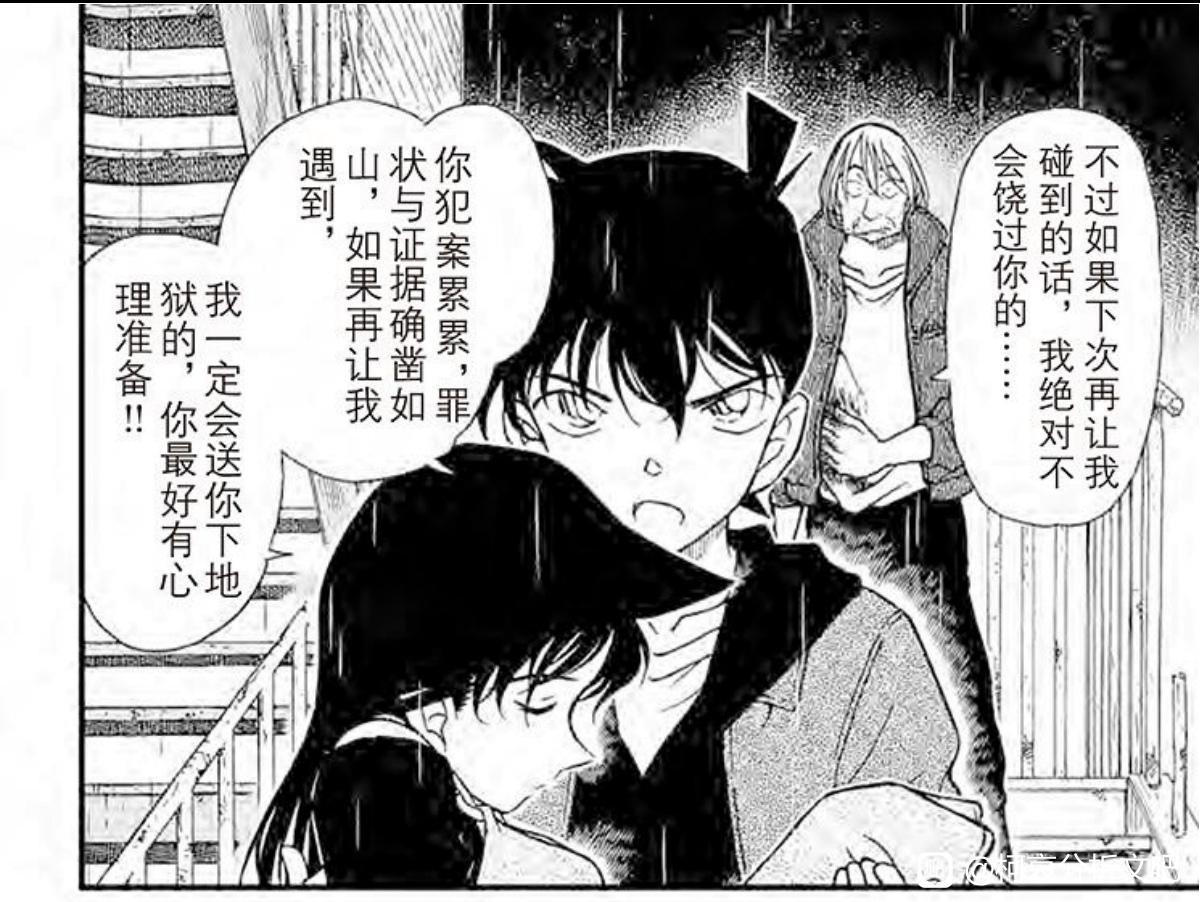 不过如果下次再让我
碰到的话，我绝对不
会饶过你的……
你犯案累累，罪
状与证据确凿如
山，如果再让我
遇到，
我一定会送你下地
狱的，你最好有心
理准备!!